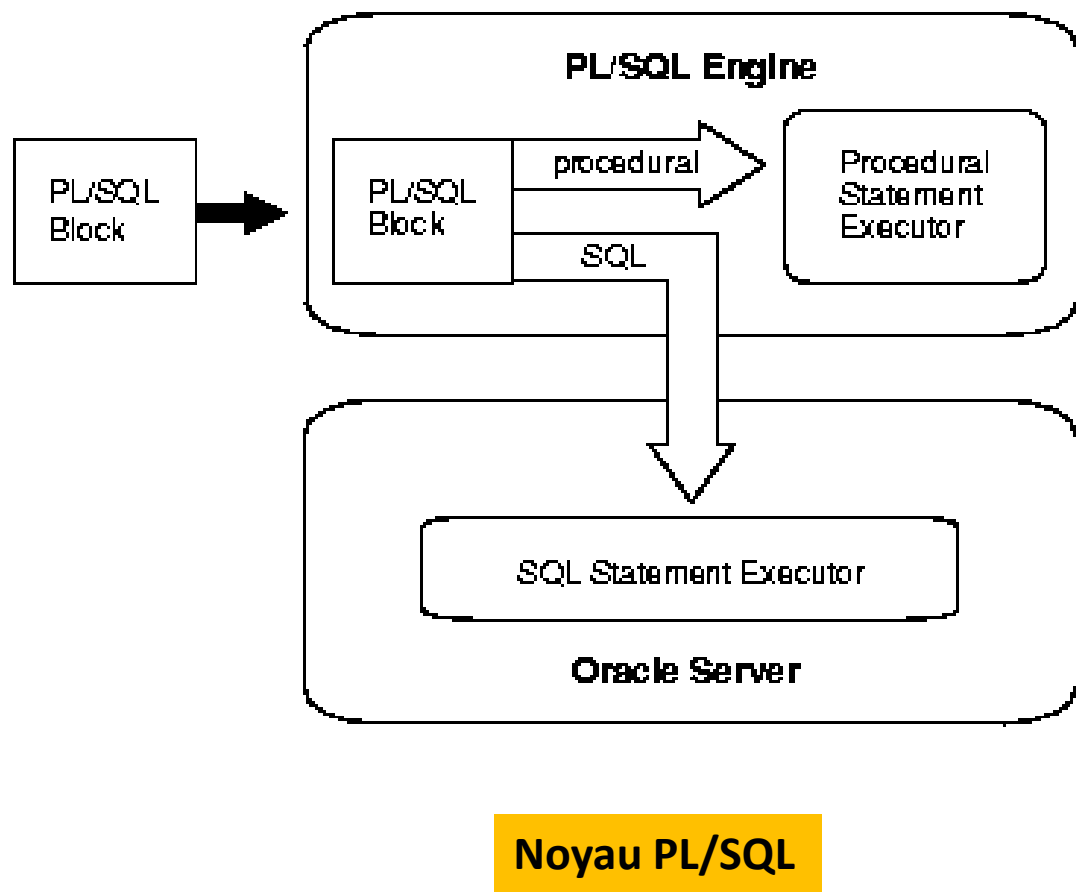 PL/SQL Engine
PL/SQL
Block
PL/SQL
Block
procedural
SQL
Procedural
Statement
Executor
SQL Statement Executor
Oracle Server
Noyau PL/SQL